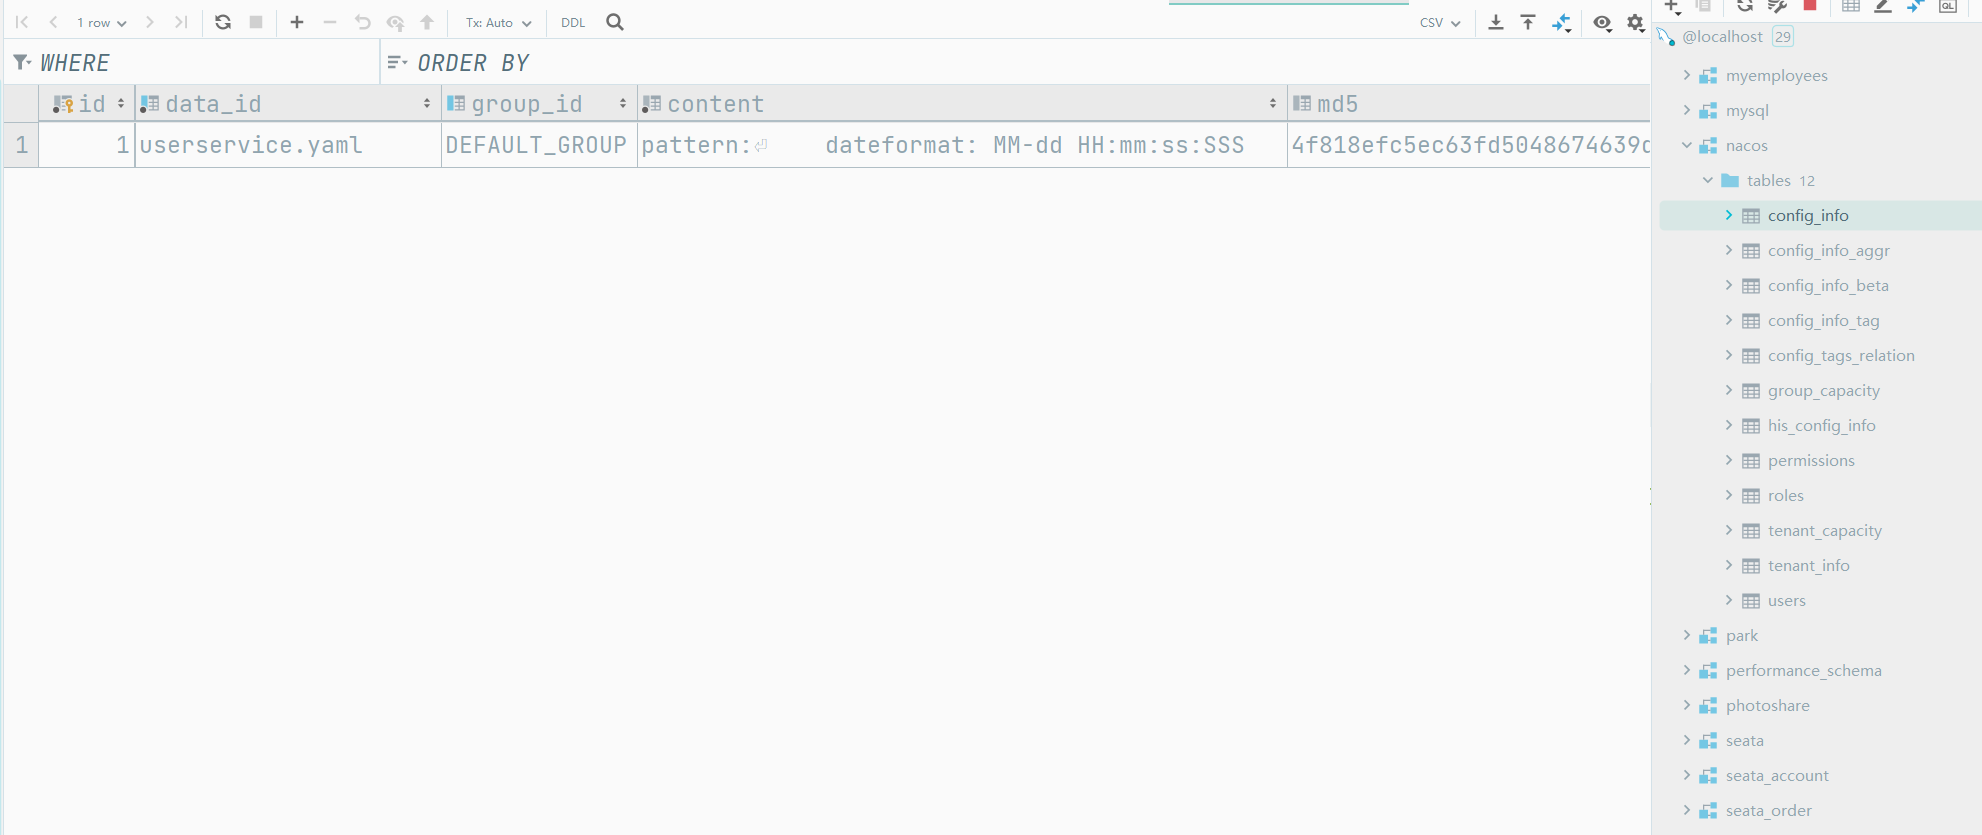 1 row
Tx: Auto
DDL
CSV
WHERE
ORDER BY
id data_id group_id content md5
1 1 userservice.yaml DEFAULT_GROUP pattern:⏎ dateformat: MM-dd HH:mm:ss:SSS 4f818efc5ec63fd5048674639
QL
@localhost 29
myemployees
mysql
nacos
tables 12
config_info
config_info_aggr
config_info_beta
config_info_tag
config_tags_relation
group_capacity
his_config_info
permissions
roles
tenant_capacity
tenant_info
users
park
performance_schema
photoshare
seata
seata_account
seata_order